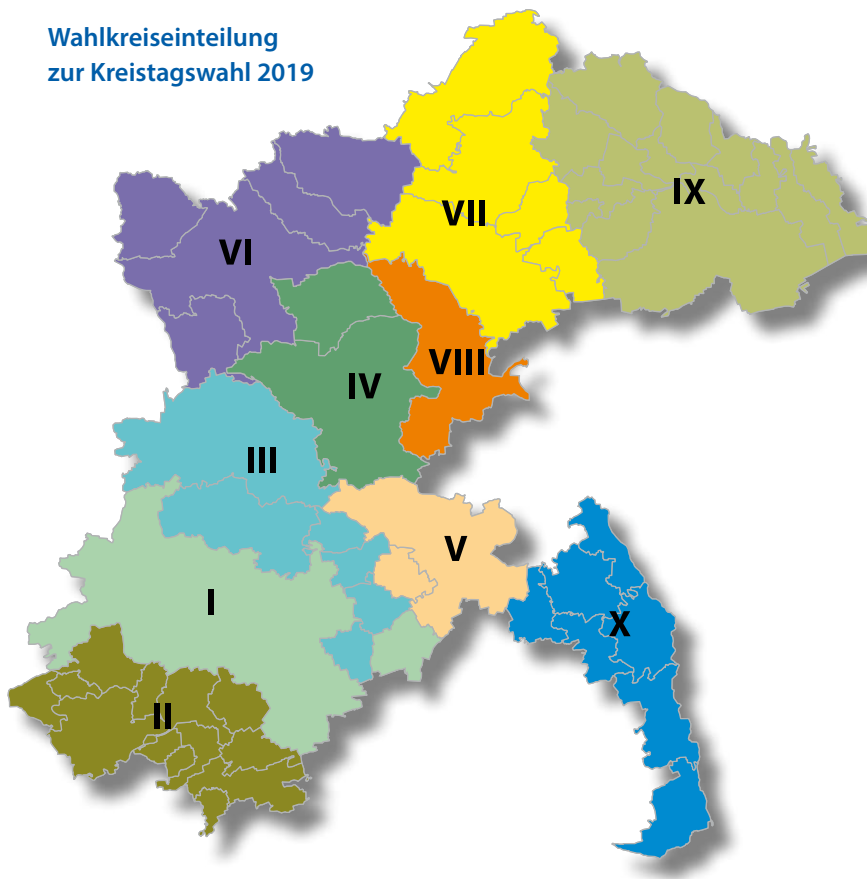 Wahlkreiseinteilung
zur Kreistagswahl 2019
IX
VII
VI
VIII
IV
III
V
I
X
II